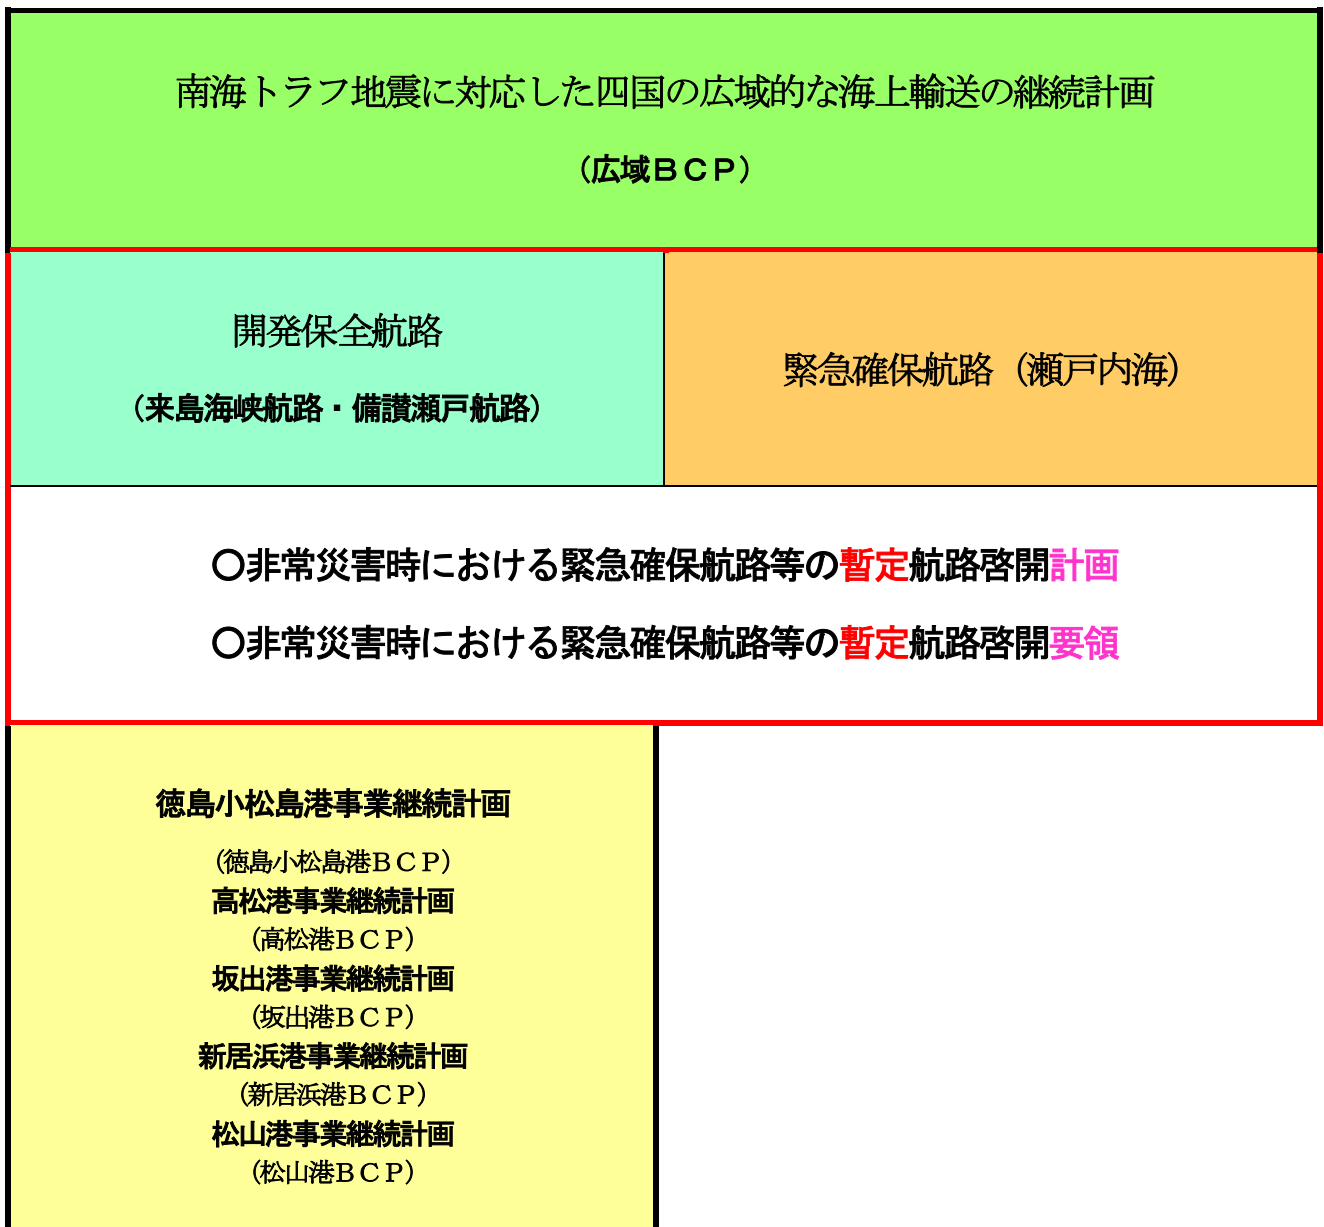 南海トラフ地震に対応した四国の広域的な海上輸送の継続計画
（広域ＢＣＰ）
開発保全航路
（来島海峡航路・備讃瀬戸航路）
緊急確保航路（瀬戸内海）
〇非常災害時における緊急確保航路等の暫定航路啓開計画
〇非常災害時における緊急確保航路等の暫定航路啓開要領
徳島小松島港事業継続計画
（徳島小松島港ＢＣＰ）
高松港事業継続計画
（高松港ＢＣＰ）
坂出港事業継続計画
（坂出港ＢＣＰ）
新居浜港事業継続計画
（新居浜港ＢＣＰ）
松山港事業継続計画
（松山港ＢＣＰ）